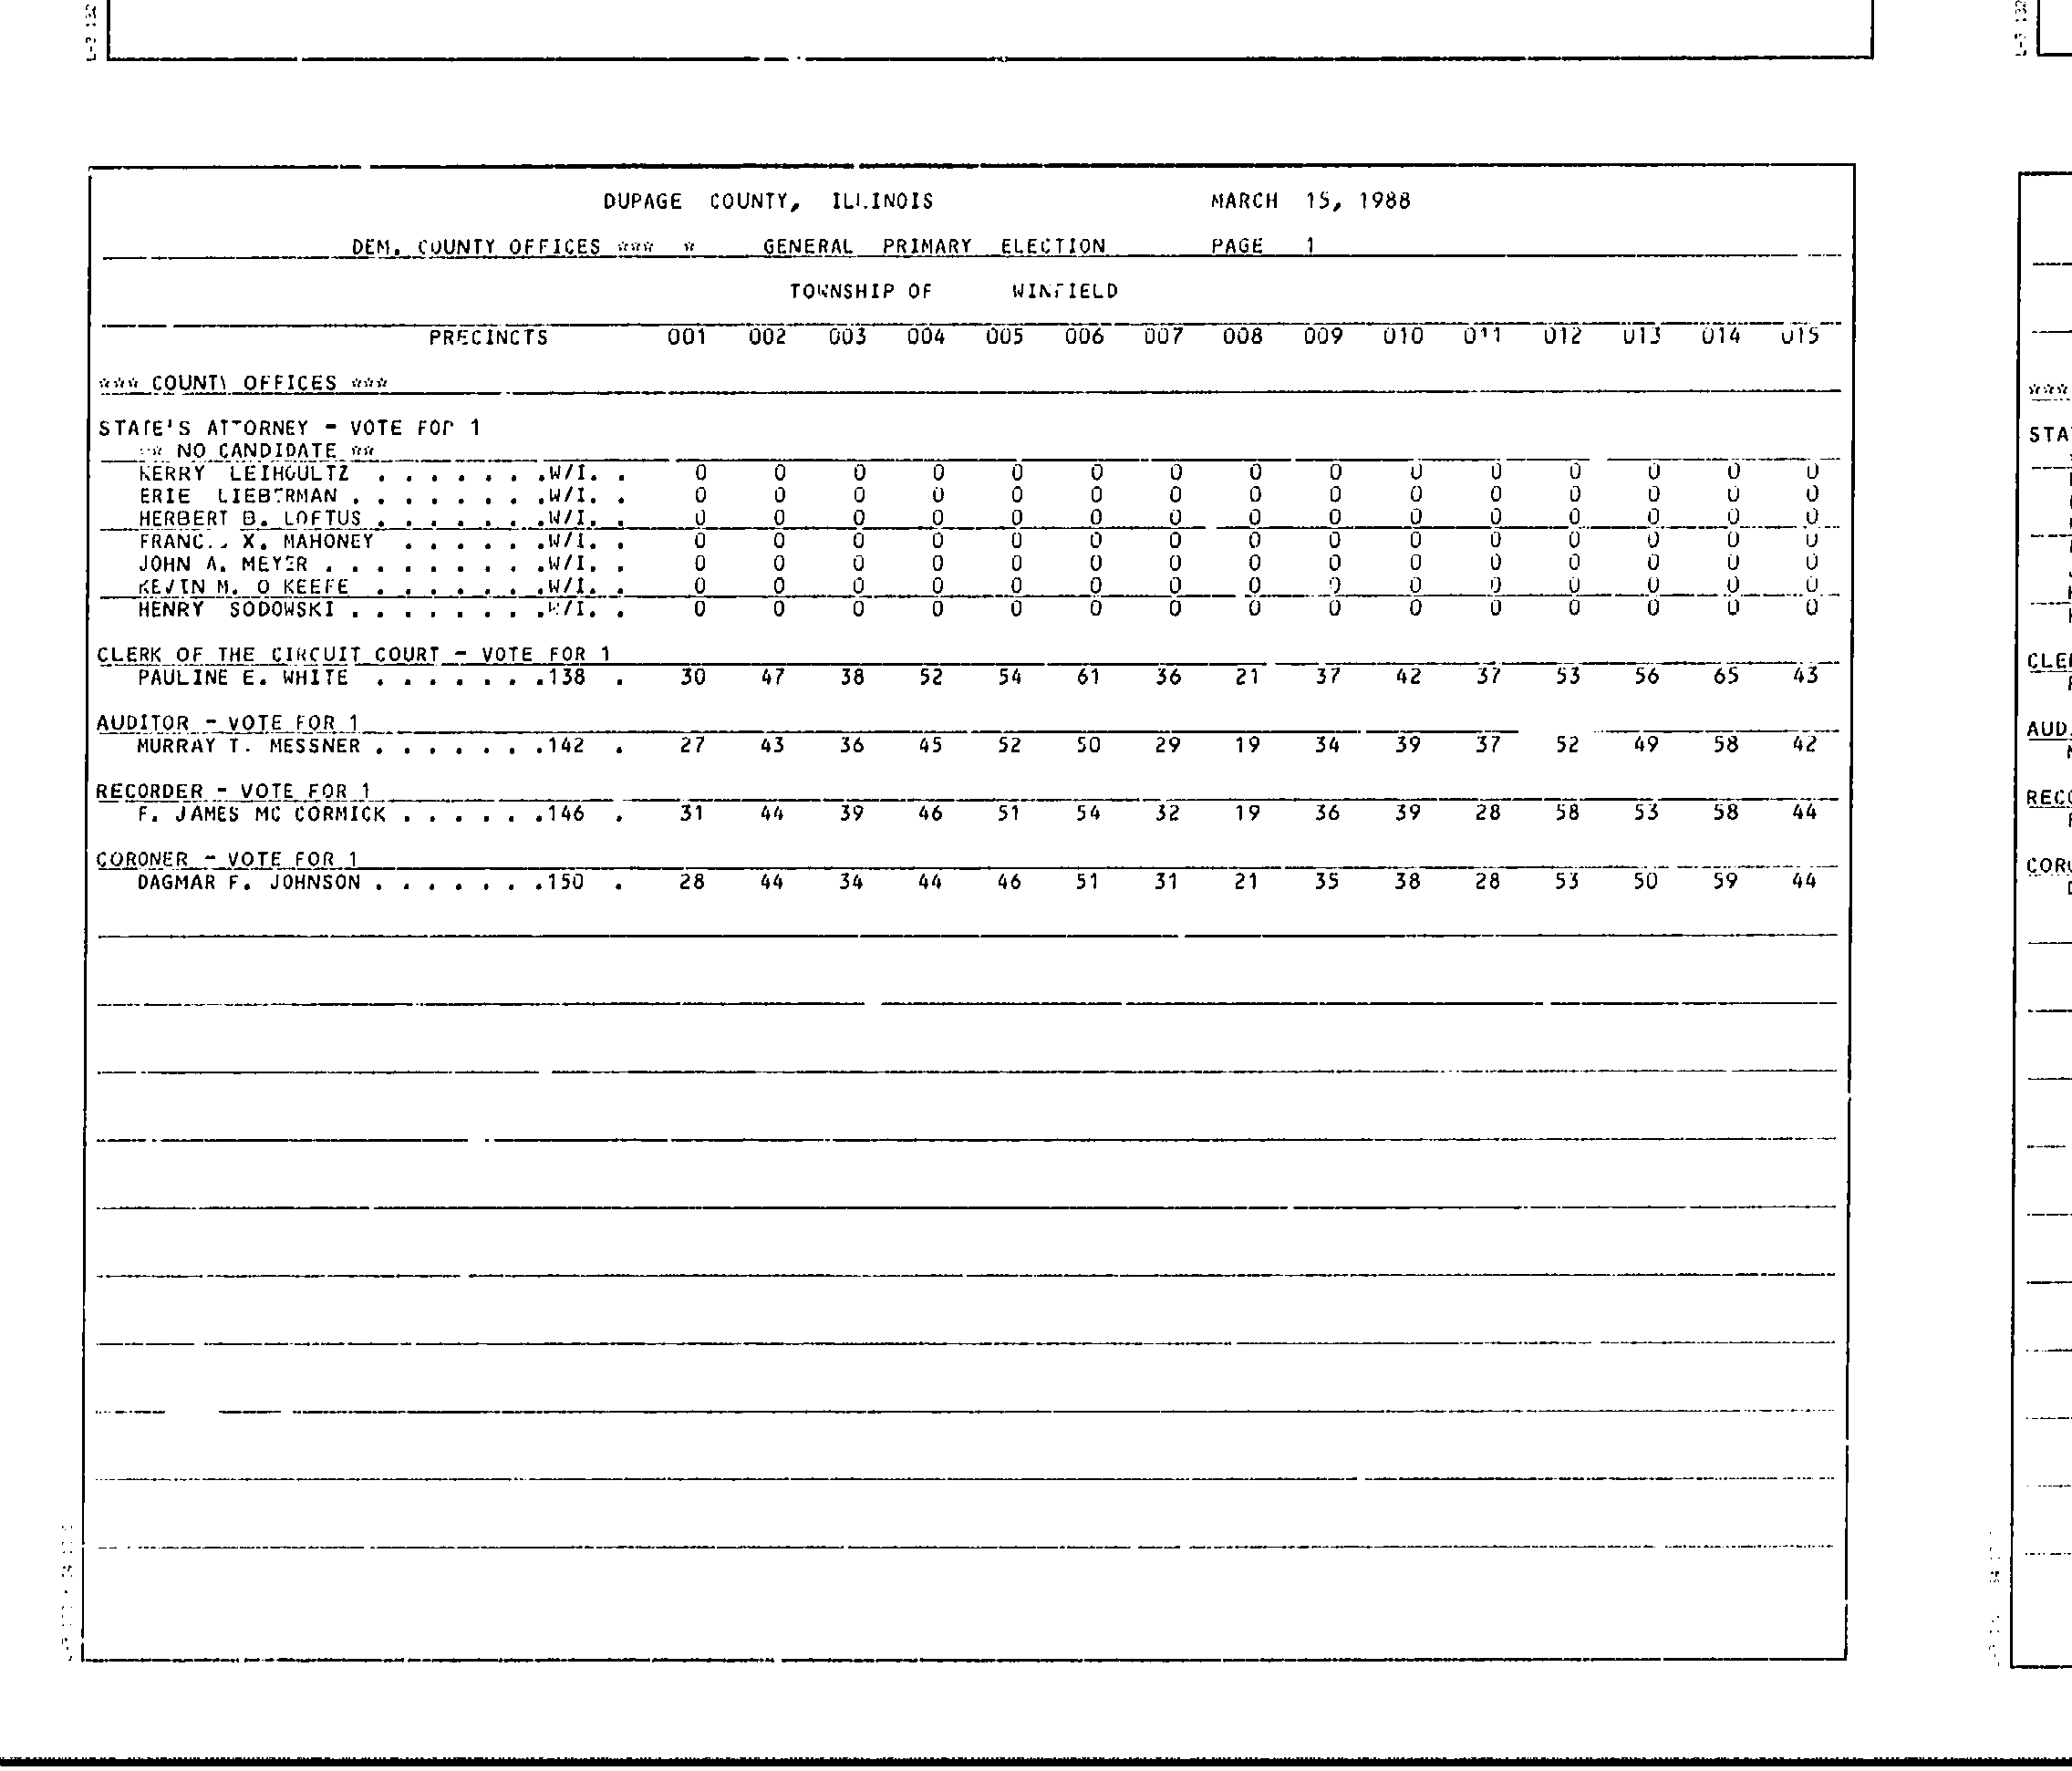 DUPAGE COUNTY, ILLINOIS MARCH 15, 1988
DEM. COUNTY OFFICES *** * GENERAL PRIMARY ELECTION PAGE 1
TOWNSHIP OF WINFIELD
PRECINCTS 001 002 003 004 005 006 007 008 009 010 011 012 013 014 015
*** COUNTY OFFICES ***
STATE'S ATTORNEY - VOTE FOR 1
** NO CANDIDATE **
KERRY . . . . . . .W/I. . 0 0 0 0 0 0 0 0 0 0 0 0 0 0 0
ERIE LIEBERMAN . . . . . . . .W/I. . 0 0 0 0 0 0 0 0 0 0 0 0 0 0 0
HERBERT B. LOFTUS . . . . . . .W/I. . 0 0 0 0 0 0 0 0 0 0 0 0 0 0 0
X. MAHONEY . . . . . .W/I. . 0 0 0 0 0 0 0 0 0 0 0 0 0 0 0
JOHN A. MEYER . . . . . . . . .W/I. . 0 0 0 0 0 0 0 0 0 0 0 0 0 0 0
KEVIN M. O KEEFE . . . . . . .W/I. . 0 0 0 0 0 0 0 0 0 0 0 0 0 0 0
HENRY SODOWSKI . . . . . . . .W/I. . 0 0 0 0 0 0 0 0 0 0 0 0 0 0 0
CLERK OF THE CIRCUIT COURT - VOTE FOR 1
PAULINE E. WHITE . . . . . . .138 . 30 47 38 52 54 61 36 21 37 42 37 53 56 65 43
AUDITOR - VOTE FOR 1
MURRAY T. MESSNER . . . . . . .142 . 27 43 36 45 52 50 29 19 34 39 37 52 49 58 42
RECORDER - VOTE FOR 1
F. JAMES MC CORMICK . . . . . .146 . 31 44 39 46 51 54 32 19 36 39 28 58 53 58 44
CORONER - VOTE FOR 1
DAGMAR F. JOHNSON . . . . . . .150 . 28 44 34 44 46 51 31 21 35 38 28 53 50 59 44